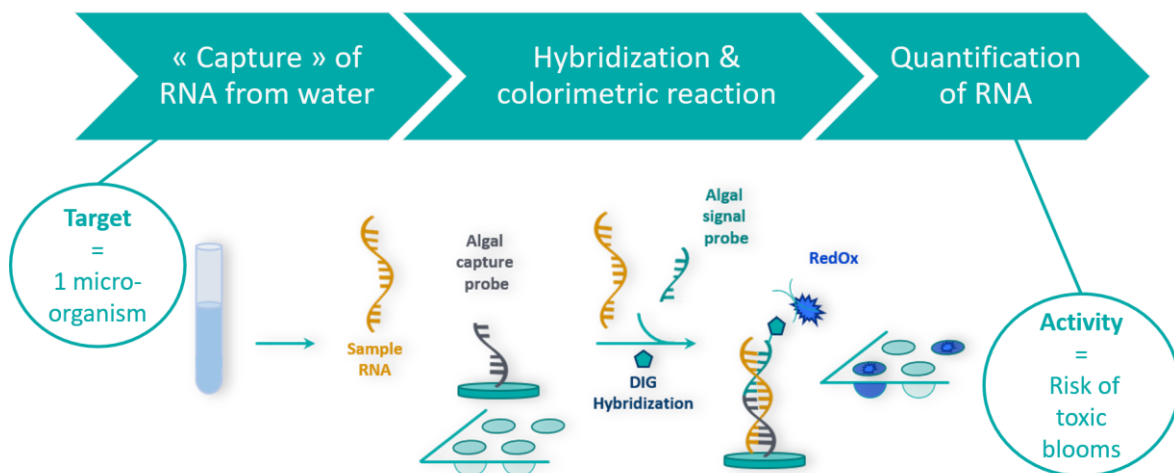 « Capture » of
RNA from water
Hybridization &
colorimetric reaction
Quantification
of RNA
Target
=
1 micro-
organism
Sample
RNA
Algal
capture
probe
Algal
signal
probe
DIG
Hybridization
RedOx
Activity
=
Risk of
toxic
blooms